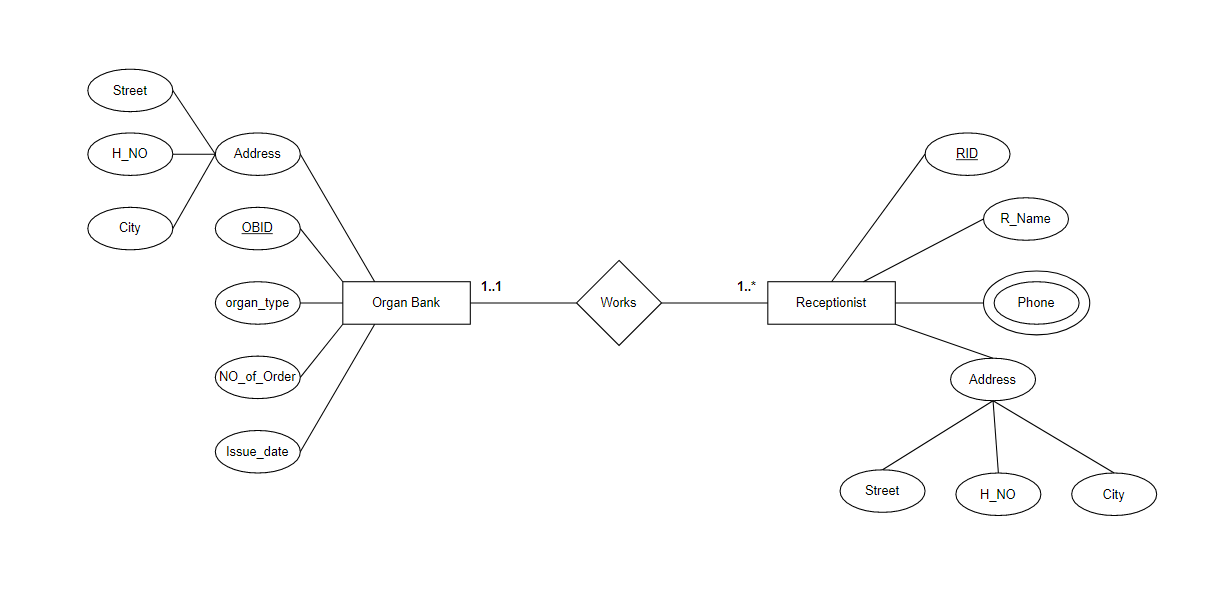 Street
H_NO
Address
City
OBID
organ_type
NO_of_Order
Issue_date
Organ Bank
1..1
Works
1..*
Receptionist
RID
R_Name
Phone
Address
Street
H_NO
City